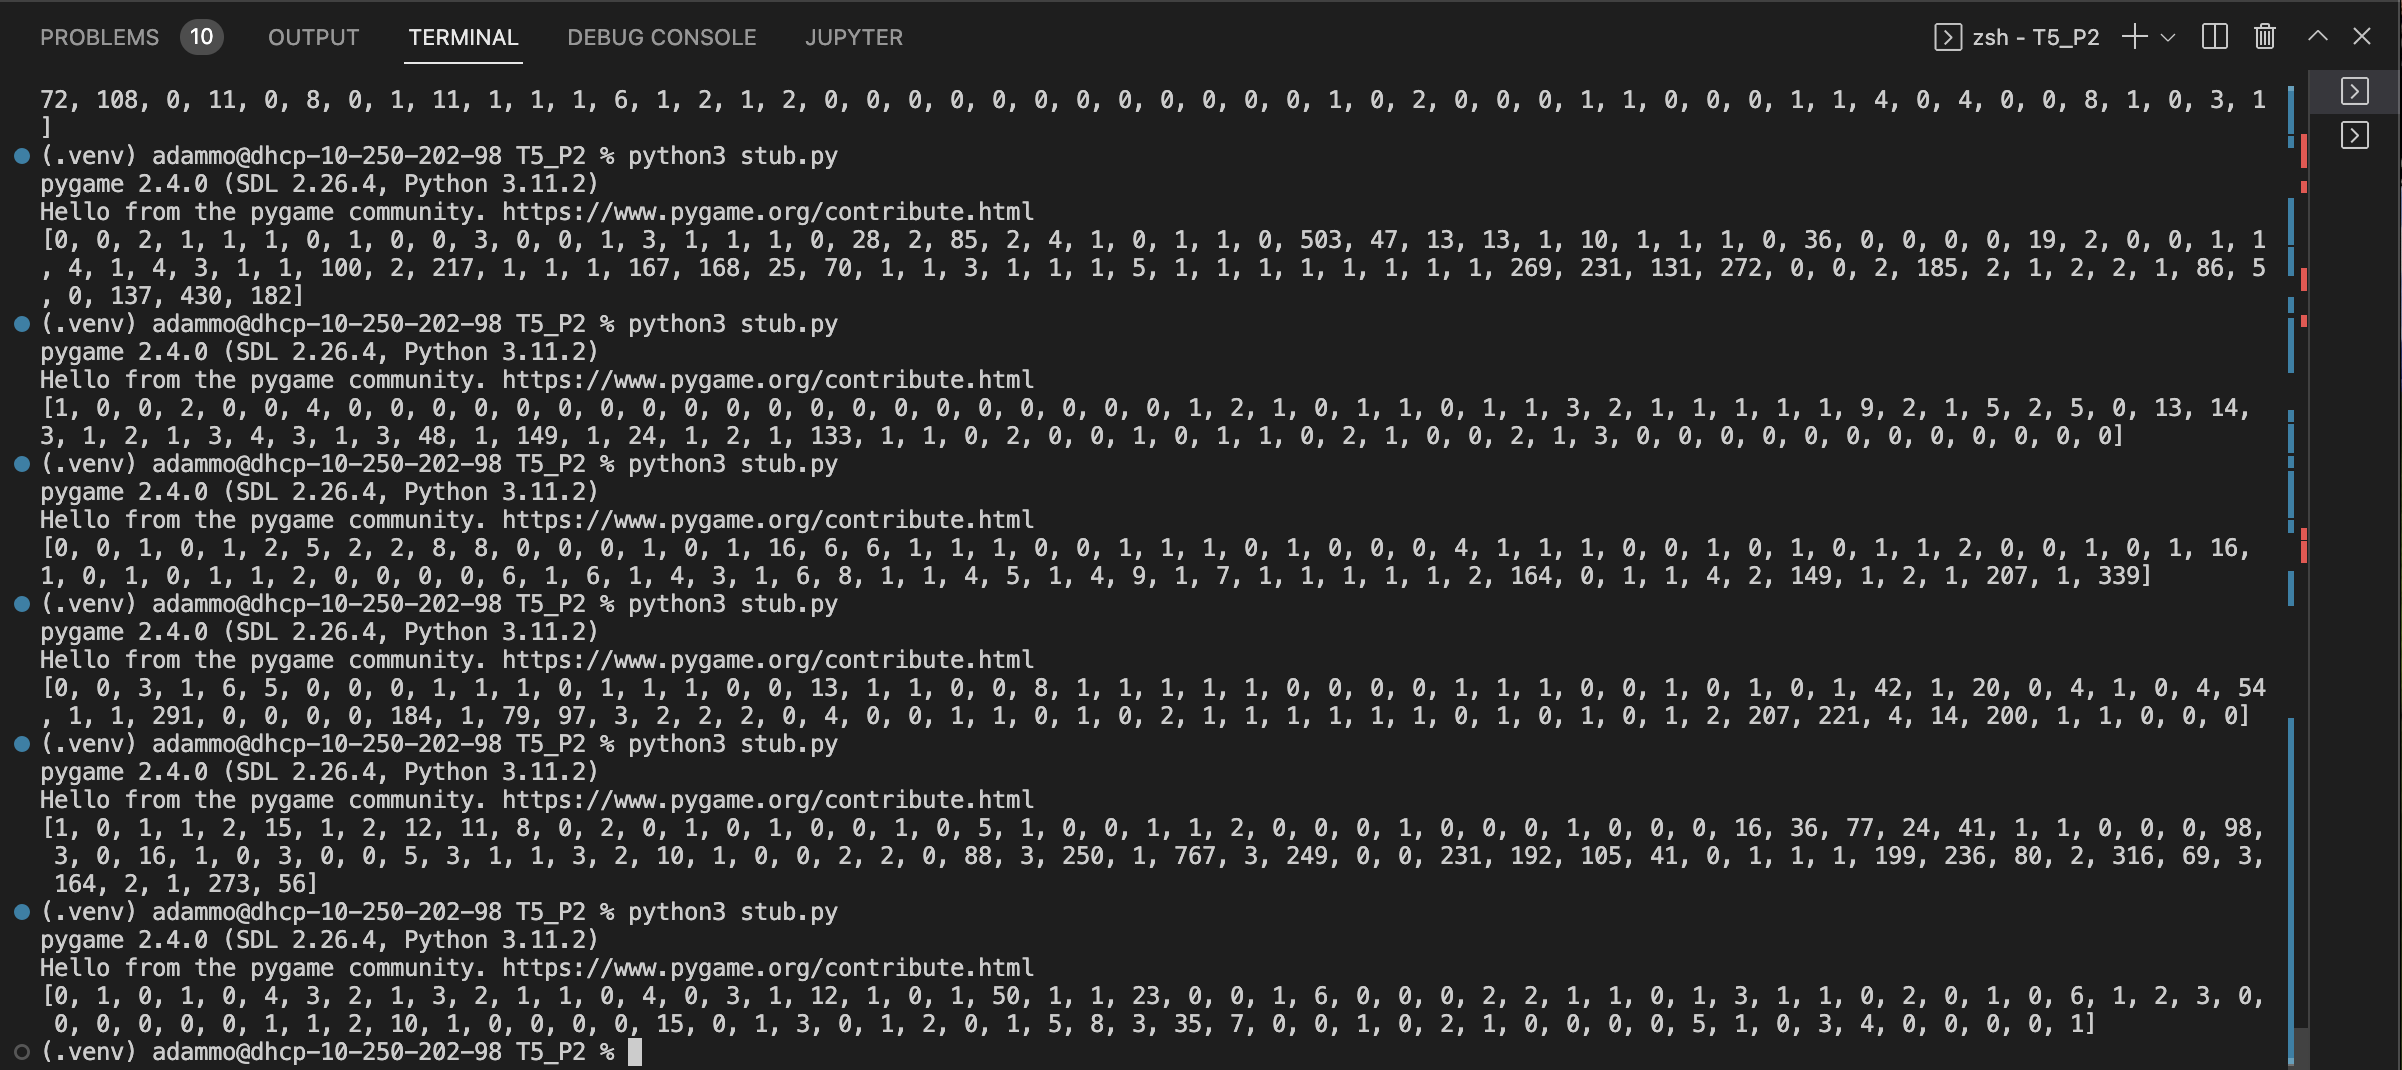 PROBLEMS 10 OUTPUT TERMINAL DEBUG CONSOLE JUPYTER zsh - T5_P2
72, 108, 0, 11, 0, 8, 0, 1, 11, 1, 1, 1, 6, 1, 2, 1, 2, 0, 0, 0, 0, 0, 0, 0, 0, 0, 0, 0, 0, 1, 0, 2, 0, 0, 0, 1, 1, 0, 0, 0, 1, 1, 4, 0, 4, 0, 0, 8, 1, 0, 3, 1
]
(.venv) adammo@dhcp-10-250-202-98 T5_P2 % python3 stub.py
pygame 2.4.0 (SDL 2.26.4, Python 3.11.2)
Hello from the pygame community. https://www.pygame.org/contribute.html
[0, 0, 2, 1, 1, 1, 0, 1, 0, 0, 3, 0, 0, 1, 3, 1, 1, 1, 0, 28, 2, 85, 2, 4, 1, 0, 1, 1, 0, 503, 47, 13, 13, 1, 10, 1, 1, 1, 0, 36, 0, 0, 0, 0, 19, 2, 0, 0, 1, 1
, 4, 1, 4, 3, 1, 1, 100, 2, 217, 1, 1, 1, 167, 168, 25, 70, 1, 1, 3, 1, 1, 1, 5, 1, 1, 1, 1, 1, 1, 1, 1, 269, 231, 131, 272, 0, 0, 2, 185, 2, 1, 2, 2, 1, 86, 5
, 0, 137, 430, 182]
(.venv) adammo@dhcp-10-250-202-98 T5_P2 % python3 stub.py
pygame 2.4.0 (SDL 2.26.4, Python 3.11.2)
Hello from the pygame community. https://www.pygame.org/contribute.html
[1, 0, 0, 2, 0, 0, 4, 0, 0, 0, 0, 0, 0, 0, 0, 0, 0, 0, 0, 0, 0, 0, 0, 0, 0, 0, 0, 1, 2, 1, 0, 1, 1, 0, 1, 1, 3, 2, 1, 1, 1, 1, 1, 9, 2, 1, 5, 2, 5, 0, 13, 14,
3, 1, 2, 1, 3, 4, 3, 1, 3, 48, 1, 149, 1, 24, 1, 2, 1, 133, 1, 1, 0, 2, 0, 0, 1, 0, 1, 1, 0, 2, 1, 0, 0, 2, 1, 3, 0, 0, 0, 0, 0, 0, 0, 0, 0, 0, 0, 0]
(.venv) adammo@dhcp-10-250-202-98 T5_P2 % python3 stub.py
pygame 2.4.0 (SDL 2.26.4, Python 3.11.2)
Hello from the pygame community. https://www.pygame.org/contribute.html
[0, 0, 1, 0, 1, 2, 5, 2, 2, 8, 8, 0, 0, 0, 1, 0, 1, 16, 6, 6, 1, 1, 1, 0, 0, 1, 1, 1, 0, 1, 0, 0, 0, 4, 1, 1, 1, 0, 0, 1, 0, 1, 0, 1, 1, 2, 0, 0, 1, 0, 1, 16,
1, 0, 1, 0, 1, 1, 2, 0, 0, 0, 0, 6, 1, 6, 1, 4, 3, 1, 6, 8, 1, 1, 4, 5, 1, 4, 9, 1, 7, 1, 1, 1, 1, 1, 2, 164, 0, 1, 1, 4, 2, 149, 1, 2, 1, 207, 1, 339]
(.venv) adammo@dhcp-10-250-202-98 T5_P2 % python3 stub.py
pygame 2.4.0 (SDL 2.26.4, Python 3.11.2)
Hello from the pygame community. https://www.pygame.org/contribute.html
[0, 0, 3, 1, 6, 5, 0, 0, 0, 1, 1, 1, 0, 1, 1, 1, 0, 0, 13, 1, 1, 0, 0, 8, 1, 1, 1, 1, 1, 0, 0, 0, 0, 1, 1, 1, 0, 0, 1, 0, 1, 0, 1, 42, 1, 20, 0, 4, 1, 0, 4, 54
, 1, 1, 291, 0, 0, 0, 0, 184, 1, 79, 97, 3, 2, 2, 2, 0, 4, 0, 0, 1, 1, 0, 1, 0, 2, 1, 1, 1, 1, 1, 1, 0, 1, 0, 1, 0, 1, 2, 207, 221, 4, 14, 200, 1, 1, 0, 0, 0]
(.venv) adammo@dhcp-10-250-202-98 T5_P2 % python3 stub.py
pygame 2.4.0 (SDL 2.26.4, Python 3.11.2)
Hello from the pygame community. https://www.pygame.org/contribute.html
[1, 0, 1, 1, 2, 15, 1, 2, 12, 11, 8, 0, 2, 0, 1, 0, 1, 0, 0, 1, 0, 5, 1, 0, 0, 1, 1, 2, 0, 0, 0, 1, 0, 0, 0, 1, 0, 0, 0, 16, 36, 77, 24, 41, 1, 1, 0, 0, 0, 98,
3, 0, 16, 1, 0, 3, 0, 0, 5, 3, 1, 1, 3, 2, 10, 1, 0, 0, 2, 2, 0, 88, 3, 250, 1, 767, 3, 249, 0, 0, 231, 192, 105, 41, 0, 1, 1, 1, 199, 236, 80, 2, 316, 69, 3,
164, 2, 1, 273, 56]
(.venv) adammo@dhcp-10-250-202-98 T5_P2 % python3 stub.py
pygame 2.4.0 (SDL 2.26.4, Python 3.11.2)
Hello from the pygame community. https://www.pygame.org/contribute.html
[0, 1, 0, 1, 0, 4, 3, 2, 1, 3, 2, 1, 1, 0, 4, 0, 3, 1, 12, 1, 0, 1, 50, 1, 1, 23, 0, 0, 1, 6, 0, 0, 0, 2, 2, 1, 1, 0, 1, 3, 1, 1, 0, 2, 0, 1, 0, 6, 1, 2, 3, 0,
0, 0, 0, 0, 0, 1, 1, 2, 10, 1, 0, 0, 0, 0, 15, 0, 1, 3, 0, 1, 2, 0, 1, 5, 8, 3, 35, 7, 0, 0, 1, 0, 2, 1, 0, 0, 0, 0, 5, 1, 0, 3, 4, 0, 0, 0, 0, 1]
(.venv) adammo@dhcp-10-250-202-98 T5_P2 %